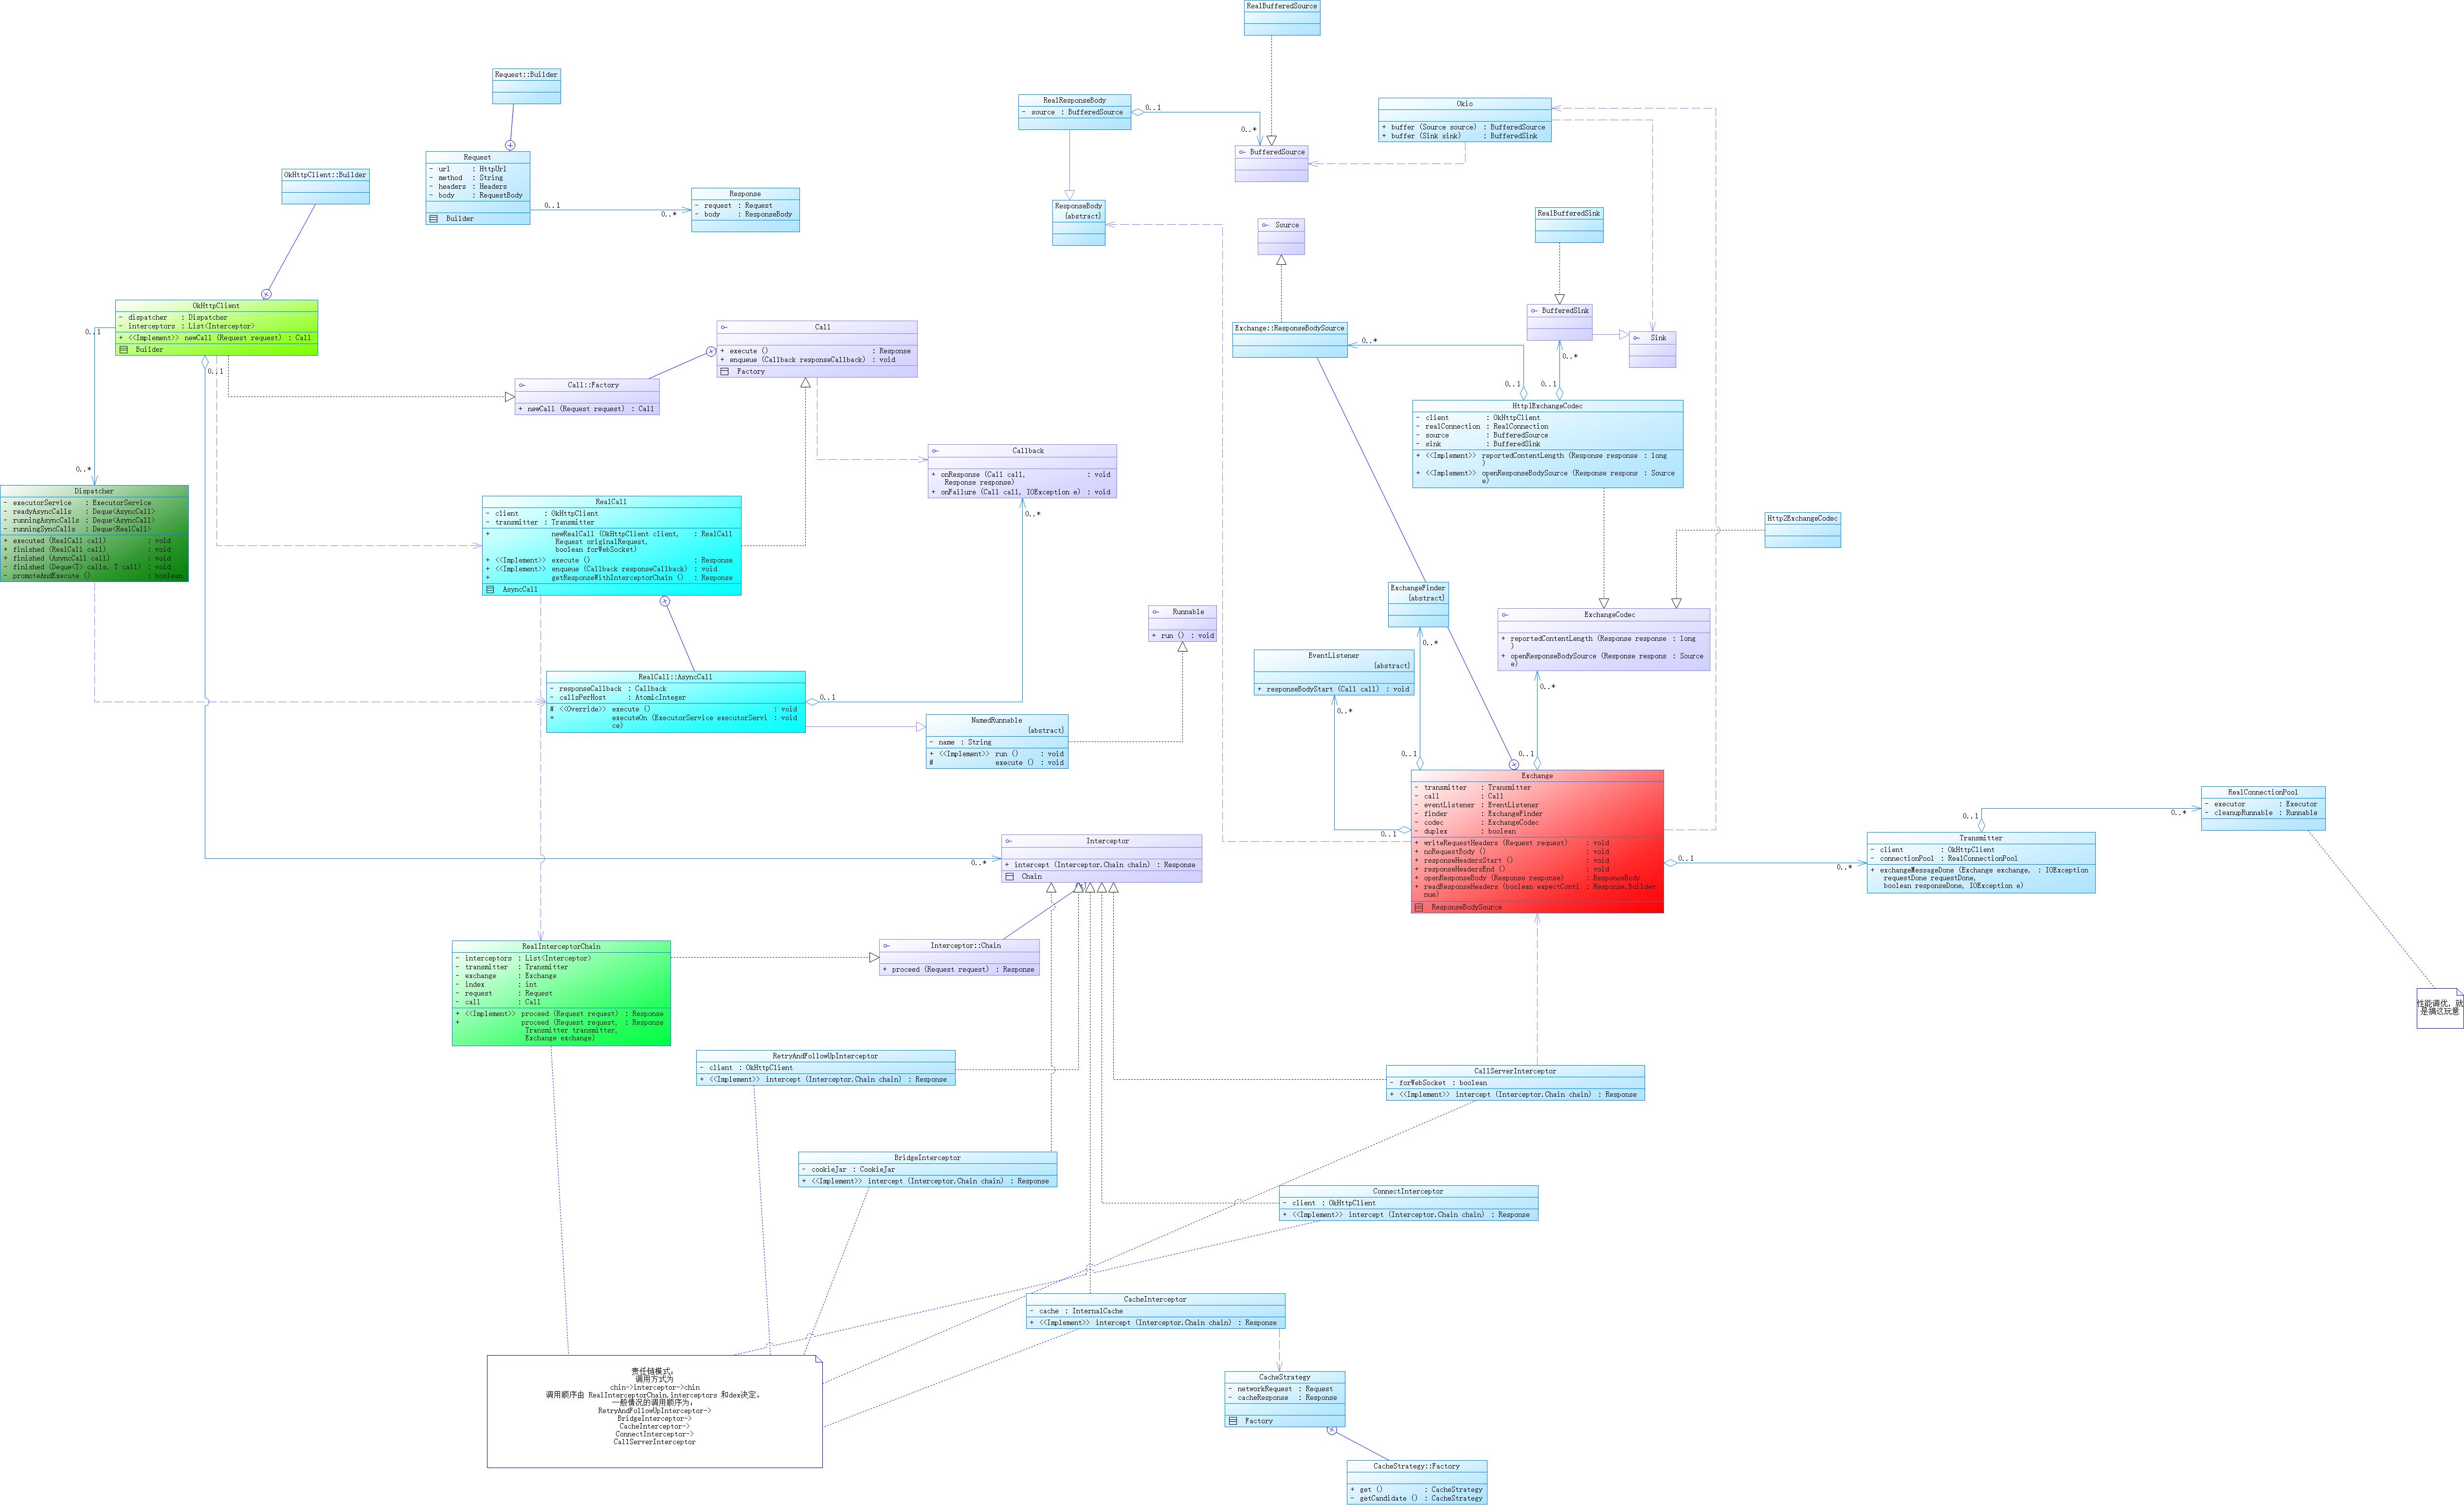 RealBufferedSource
Request::Builder
RealResponseBody
- source : BufferedSource
0..1
0..*
Okio
+ buffer (Source source) : BufferedSource
+ buffer (Sink sink) : BufferedSink
BufferedSource
Request
- url : HttpUrl
- method : String
- headers : Headers
- body : RequestBody
Builder
0..1
0..*
Response
- request : Request
- body : ResponseBody
OkHttpClient::Builder
ResponseBody
{abstract}
Source
RealBufferedSink
OkHttpClient
- dispatcher : Dispatcher
- interceptors : List<Interceptor>
+ <<Implement>> newCall (Request request) : Call
Builder
0..1
0..1
0..*
Call
+ execute () : Response
+ enqueue (Callback responseCallback) : void
Factory
Call::Factory
+ newCall (Request request) : Call
Exchange::ResponseBodySource
0..*
BufferedSink
Sink
0..*
0..1
0..1
Http1ExchangeCodec
- client : OkHttpClient
- realConnection : RealConnection
- source : BufferedSource
- sink : BufferedSink
+ <<Implement>> reportedContentLength (Response response : long
)
+ <<Implement>> openResponseBodySource (Response respons : Source
e)
Callback
+ onResponse (Call call, : void
Response response)
+ onFailure (Call call, IOException e) : void
0..*
Dispatcher
- executorService : ExecutorService
- readyAsyncCalls : Deque<AsyncCall>
- runningAsyncCalls : Deque<AsyncCall>
- runningSyncCalls : Deque<RealCall>
+ executed (RealCall call) : void
+ finished (RealCall call) : void
+ finished (AsyncCall call) : void
- finished (Deque<T> calls, T call) : void
- promoteAndExecute () : boolean
RealCall
- client : OkHttpClient
- transmitter : Transmitter
+ newRealCall (OkHttpClient client, : RealCall
Request originalRequest,
boolean forWebSocket)
+ <<Implement>> execute () : Response
+ <<Implement>> enqueue (Callback responseCallback) : void
+ getResponseWithInterceptorChain () : Response
AsyncCall
Http2ExchangeCodec
ExchangeFinder
{abstract}
0..*
Runnable
+ run () : void
ExchangeCodec
+ reportedContentLength (Response response : long
)
+ openResponseBodySource (Response respons : Source
e)
0..*
EventListener
{abstract}
+ responseBodyStart (Call call) : void
0..*
RealCall::AsyncCall
- responseCallback : Callback
- callsPerHost : AtomicInteger
# <<Override>> execute () : void
+ executeOn (ExecutorService executorServi : void
ce)
0..1
NamedRunnable
{abstract}
- name : String
+ <<Implement>> run () : void
# execute () : void
0..1
0..1
0..1
Exchange
- transmitter : Transmitter
- call : Call
- eventListener : EventListener
- finder : ExchangeFinder
- codec : ExchangeCodec
- duplex : boolean
+ writeRequestHeaders (Request request) : void
+ noRequestBody () : void
+ responseHeadersStart () : void
+ responseHeadersEnd () : void
+ openResponseBody (Response response) : ResponseBody
+ readResponseHeaders (boolean expectConti : Response.Builder
nue)
ResponseBodySource
0..1
0..*
RealConnectionPool
- executor : Executor
- cleanupRunnable : Runnable
0..1
0..*
Transmitter
- client : OkHttpClient
- connectionPool : RealConnectionPool
+ exchangeMessageDone (Exchange exchange, : IOException
requestDone requestDone,
boolean responseDone, IOException e)
0..*
Interceptor
+ intercept (Interceptor.Chain chain) : Response
Chain
Interceptor::Chain
+ proceed (Request request) : Response
RealInterceptorChain
- interceptors : List<Interceptor>
- transmitter : Transmitter
- exchange : Exchange
- index : int
- request : Request
- call : Call
+ <<Implement>> proceed (Request request) : Response
+ proceed (Request request, : Response
Transmitter transmitter,
Exchange exchange)
性能调优，就
是搞这玩意
RetryAndFollowUpInterceptor
- client : OkHttpClient
+ <<Implement>> intercept (Interceptor.Chain chain) : Response
CallServerInterceptor
- forWebSocket : boolean
+ <<Implement>> intercept (Interceptor.Chain chain) : Response
BridgeInterceptor
- cookieJar : CookieJar
+ <<Implement>> intercept (Interceptor.Chain chain) : Response
ConnectInterceptor
- client : OkHttpClient
+ <<Implement>> intercept (Interceptor.Chain chain) : Response
CacheInterceptor
- cache : InternalCache
+ <<Implement>> intercept (Interceptor.Chain chain) : Response
责任链模式。
调用方式为
chin->interceptor->chin
调用顺序由 RealInterceptorChain.interceptors 和dex决定。
一般情况的调用顺序为：
RetryAndFollowUpInterceptor->
BridgeInterceptor->
CacheInterceptor->
ConnectInterceptor->
CallServerInterceptor
CacheStrategy
- networkRequest : Request
- cacheResponse : Response
Factory
CacheStrategy::Factory
+ get () : CacheStrategy
- getCandidate () : CacheStrategy